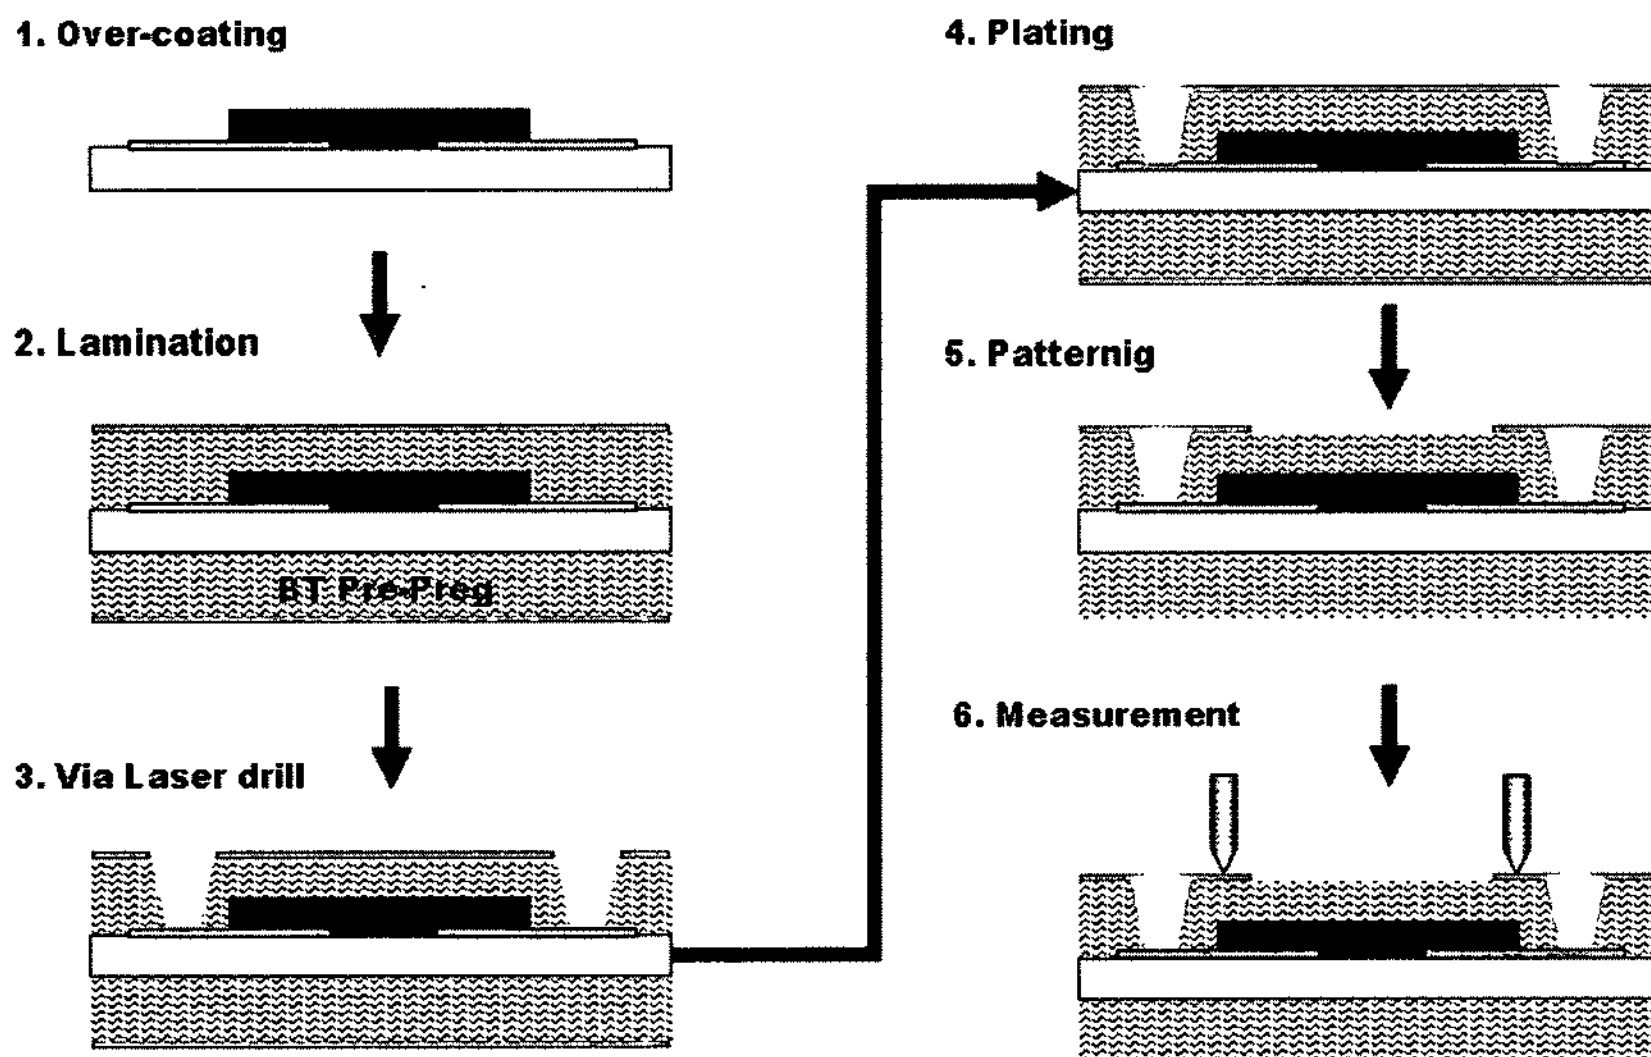 1. Over-coating
2. Lamination
BT Pre-Preg
3. Via Laser drill
4. Plating
5. Patternig
6. Measurement